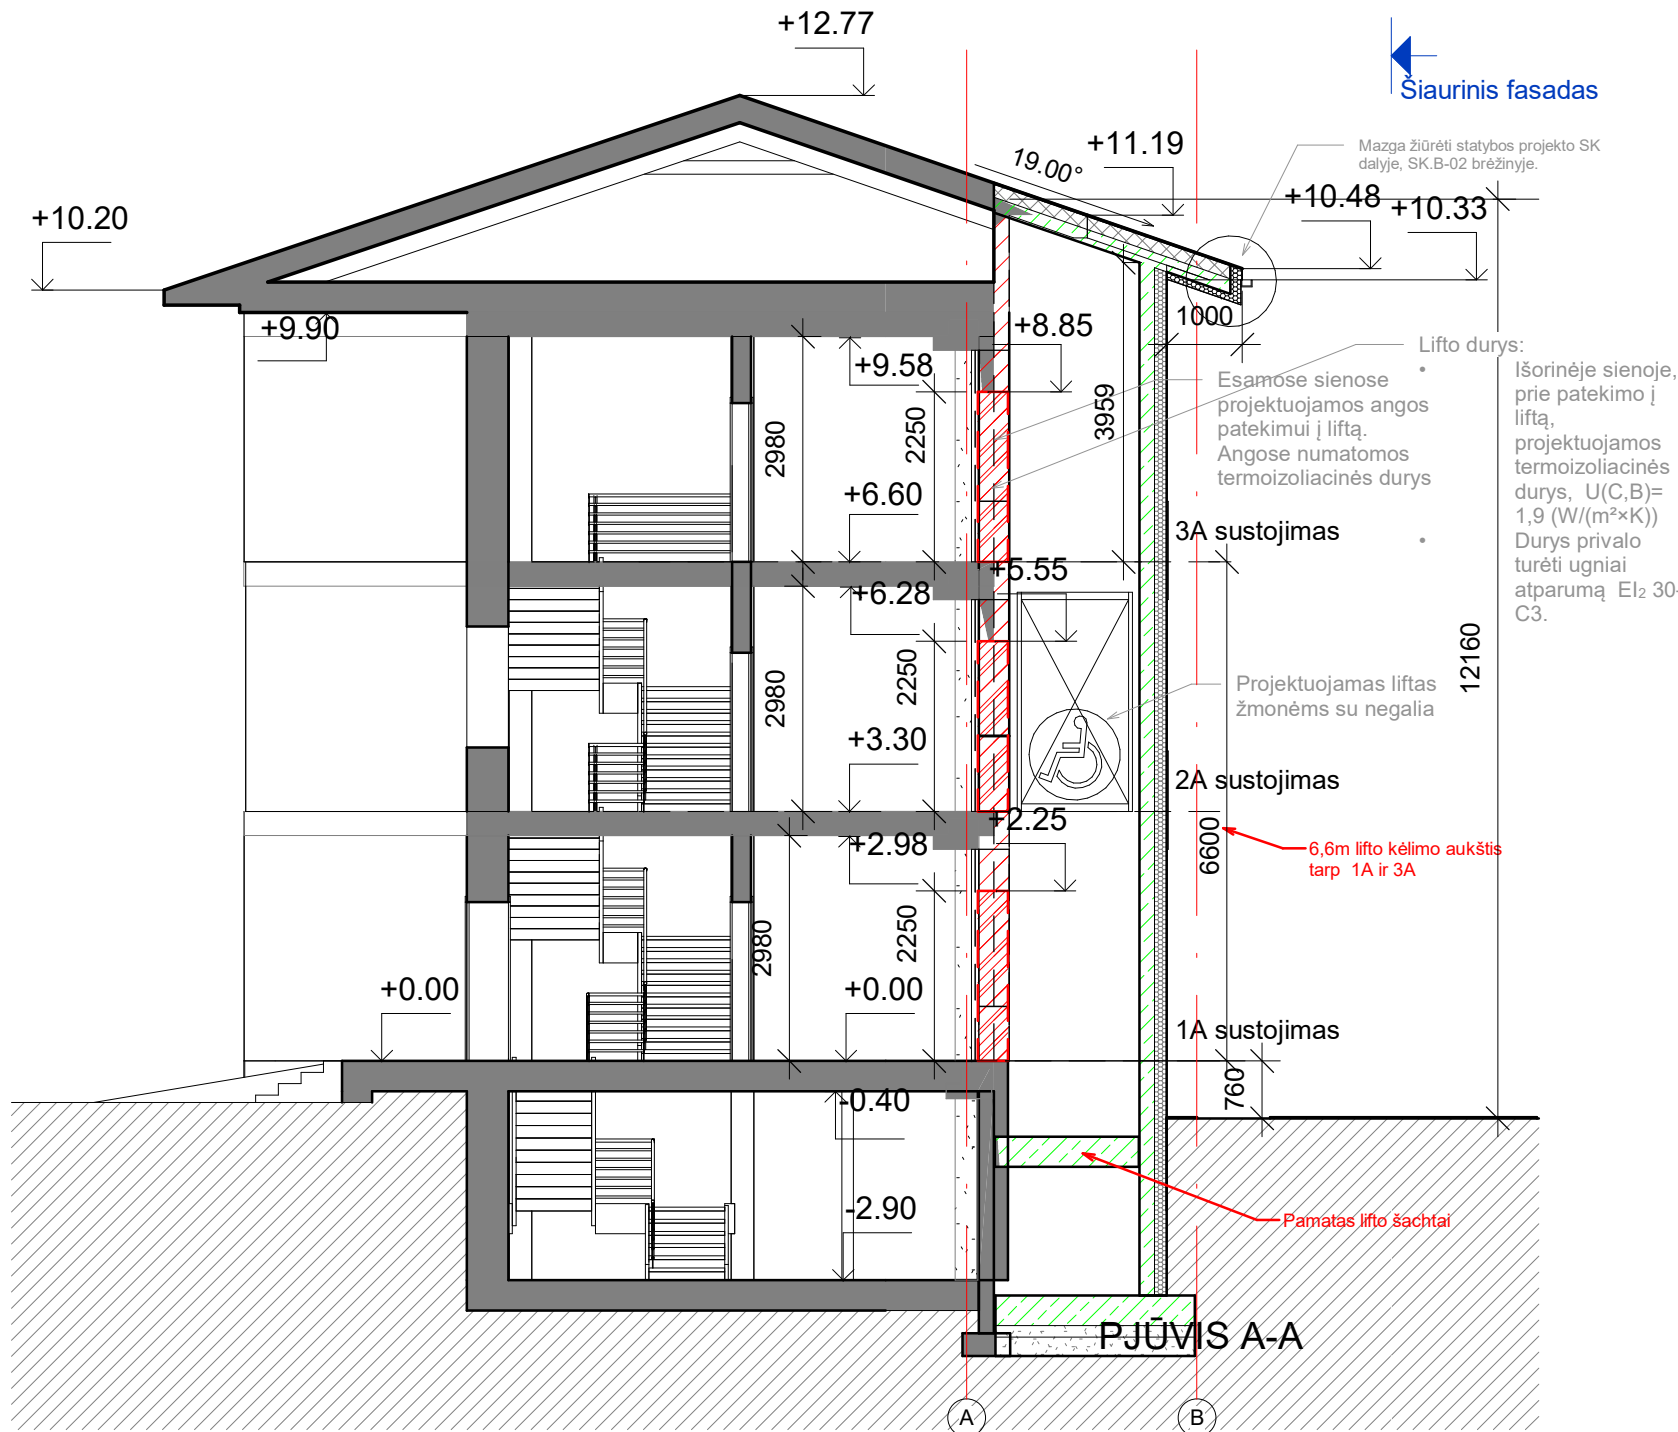 +12.77
Šiaurinis fasadas
19.00°
+11.19
Mazga žiūrėti statybos projekto SK
dalyje, SK.B-02 brėžinyje.
+10.48
+10.33
+10.20
+9.90
1000
+8.85
+9.58
Lifto durys:
• Išorinėje sienoje,
prie patekimo į
liftą,
projektuojamos
termoizoliacinės
durys, U(C,B)=
1,9 (W/(m²×K))
• Durys privalo
turėti ugniai
atparumą EI₂ 30-
C3.
Esamose sienose
projektuojamos angos
patekimui į liftą.
Angose numatomos
termoizoliacinės durys
3959
2980
2250
+6.60
3A sustojimas
+5.55
+6.28
12160
2980
2250
Projektuojamas liftas
žmonėms su negalia
+3.30
2A sustojimas
+2.25
+2.98
6600
6,6m lifto kėlimo aukštis
tarp 1A ir 3A
2980
2250
+0.00
+0.00
1A sustojimas
760
-0.40
-2.90
Pamatas lifto šachtai
PJŪVIS A-A
A
B